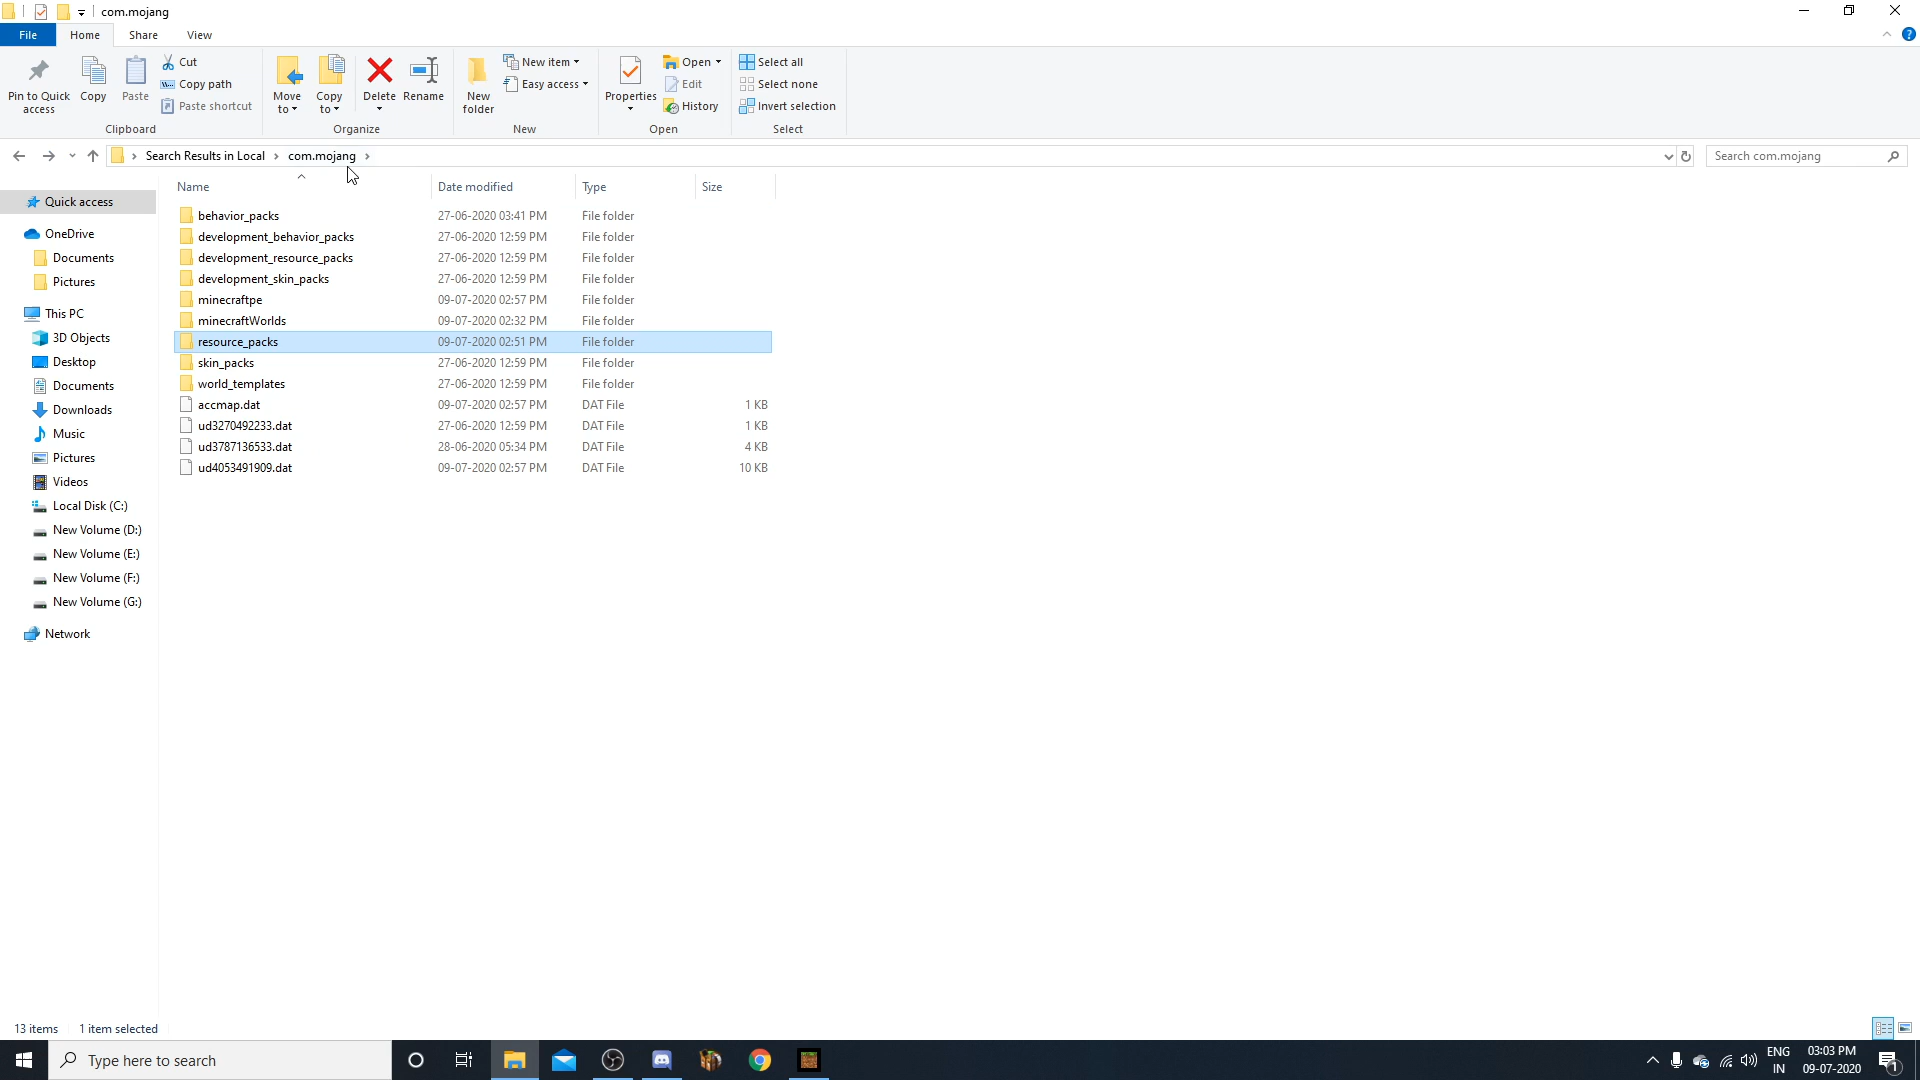 com.mojang
File Home Share View
Pin to Quick access
Copy
Paste
Cut
Copy path
Paste shortcut
Clipboard
Move to
Copy to
Delete
Rename
Organize
New folder
New item
Easy access
New
Properties
Open
Edit
History
Open
Select all
Select none
Invert selection
Select
Search Results in Local com.mojang
Search com.mojang
Name Date modified Type Size
behavior_packs 27-06-2020 03:41 PM File folder
development_behavior_packs 27-06-2020 12:59 PM File folder
development_resource_packs 27-06-2020 12:59 PM File folder
development_skin_packs 27-06-2020 12:59 PM File folder
minecraftpe 09-07-2020 02:57 PM File folder
minecraftWorlds 09-07-2020 02:32 PM File folder
resource_packs 09-07-2020 02:51 PM File folder
skin_packs 27-06-2020 12:59 PM File folder
world_templates 27-06-2020 12:59 PM File folder
accmap.dat 09-07-2020 02:57 PM DAT File 1 KB
ud3270492233.dat 27-06-2020 12:59 PM DAT File 1 KB
ud3787136533.dat 28-06-2020 05:34 PM DAT File 4 KB
ud4053491909.dat 09-07-2020 02:57 PM DAT File 10 KB
Quick access
OneDrive
Documents
Pictures
This PC
3D Objects
Desktop
Documents
Downloads
Music
Pictures
Videos
Local Disk (C:)
New Volume (D:)
New Volume (E:)
New Volume (F:)
New Volume (G:)
Network
13 items 1 item selected
Type here to search
ENG
IN
03:03 PM
09-07-2020
1